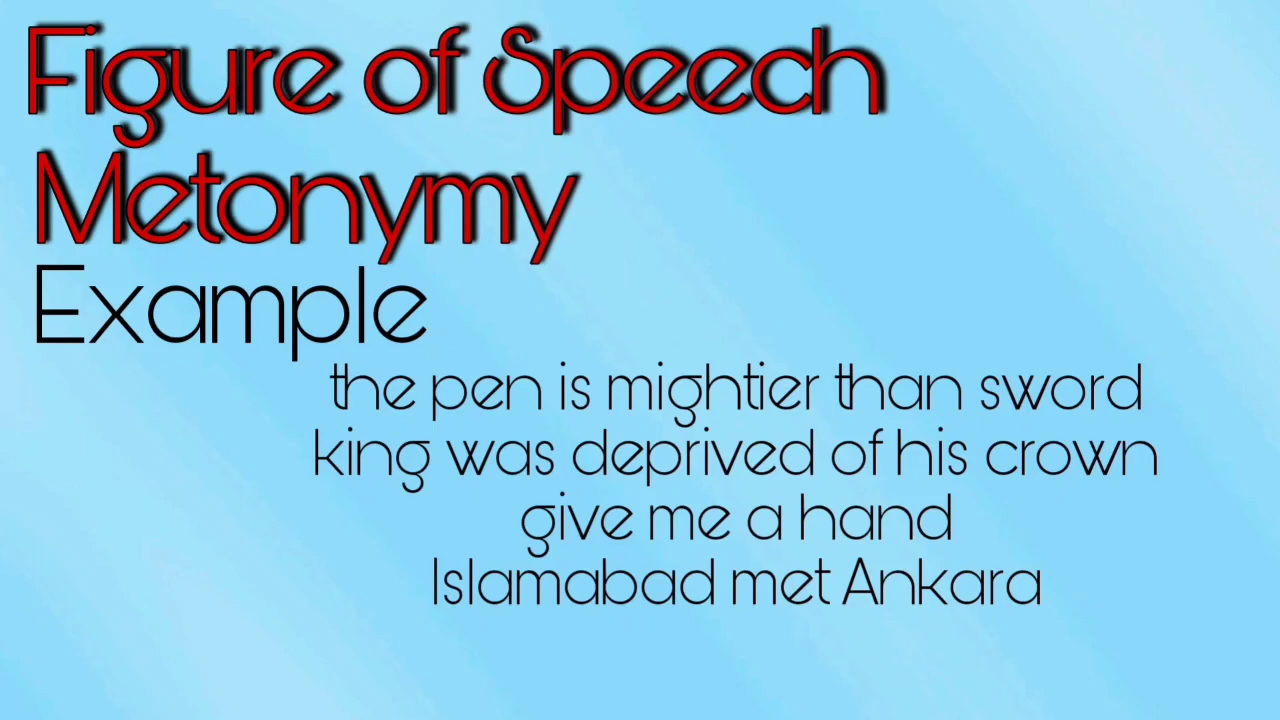 Figure of Speech
Metonymy
Example
the pen is mightier than sword
king was deprived of his crown
give me a hand
Islamabad met Ankara